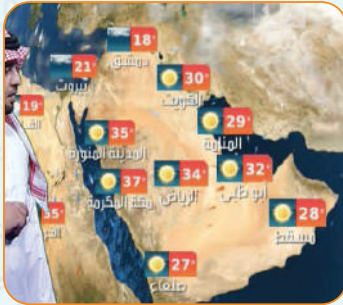 18°
دمشق
21°
بيروت
30°
الكويت
19°
29°
المنامة
35°
المدينة المنورة
32°
أبو ظبي
34°
الرياض
37°
مكة المكرمة
28°
مسقط
27°
صنعاء